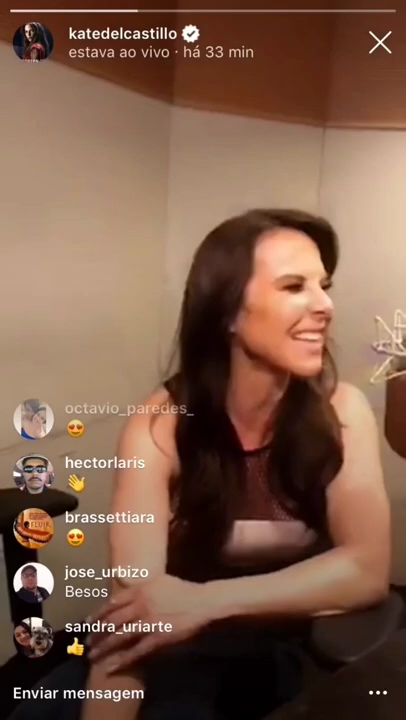 katedelcastillo
estava ao vivo · há 33 min
octavio_paredes_
😍
hectorlaris
👋
brassettiara
😍
jose_urbizo
Besos
sandra_uriarte
👍
Enviar mensagem